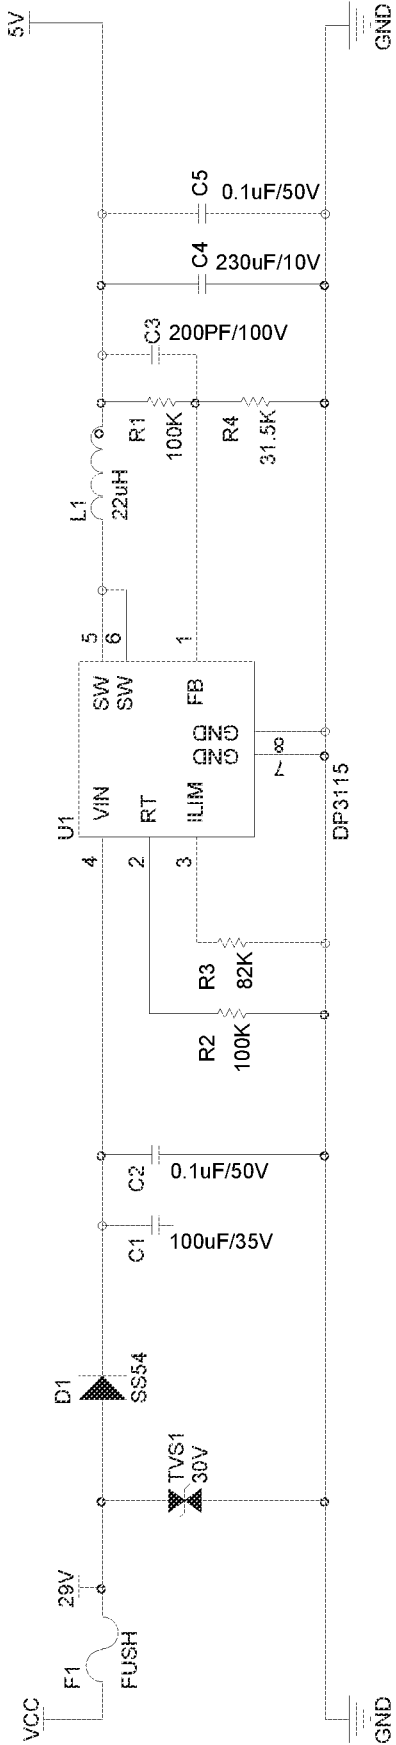 VCC
F1
FUSH
29V
TVS1
30V
D1
SS54
C1
100uF/35V
C2
0.1uF/50V
R2
100K
R3
82K
U1
4
2
3
VIN
RT
ILIM
GND
GND
SW
SW
FB
5
6
1
7
8
DP3115
L1
22uH
R1
100K
R4
31.5K
C3
200PF/100V
C4
230uF/10V
C5
0.1uF/50V
5V
GND
GND